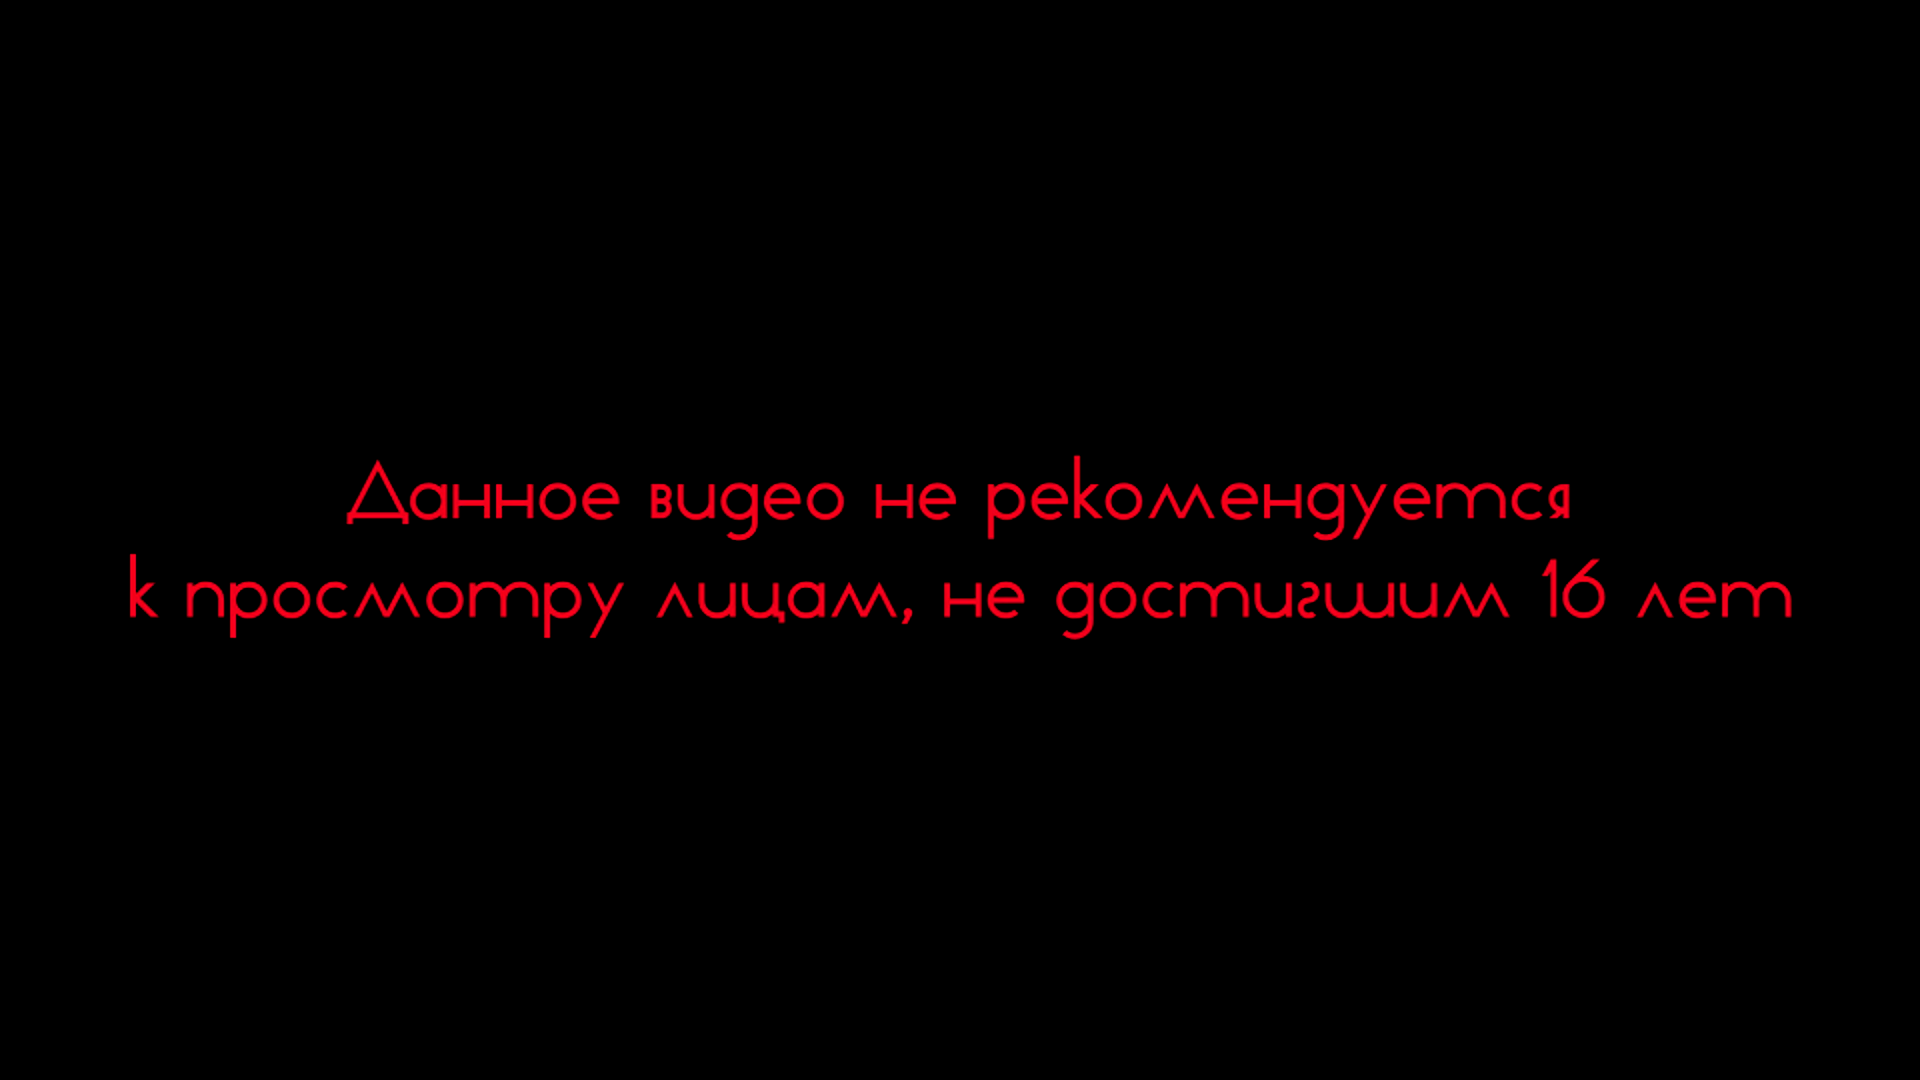 Данное видео не рекомендуется
к просмотру лицам, не достигшим 16 лет